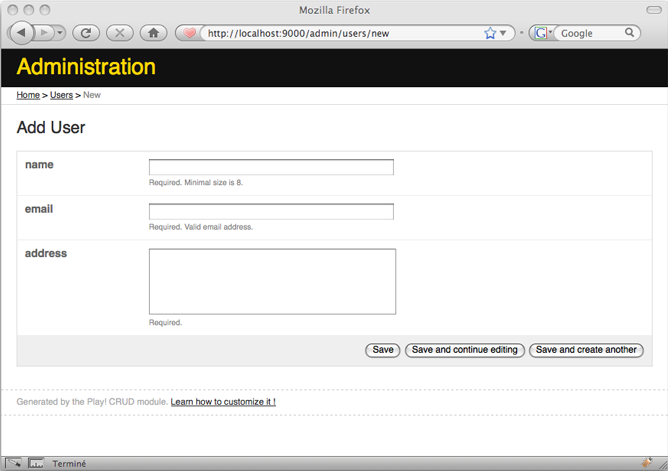 Mozilla Firefox
http://localhost:9000/admin/users/new
G Google
Administration
Home > Users > New
Add User
name
Required. Minimal size is 8.
email
Required. Valid email address.
address
Required.
Save Save and continue editing Save and create another
Generated by the Play! CRUD module. Learn how to customize it !
Terminé